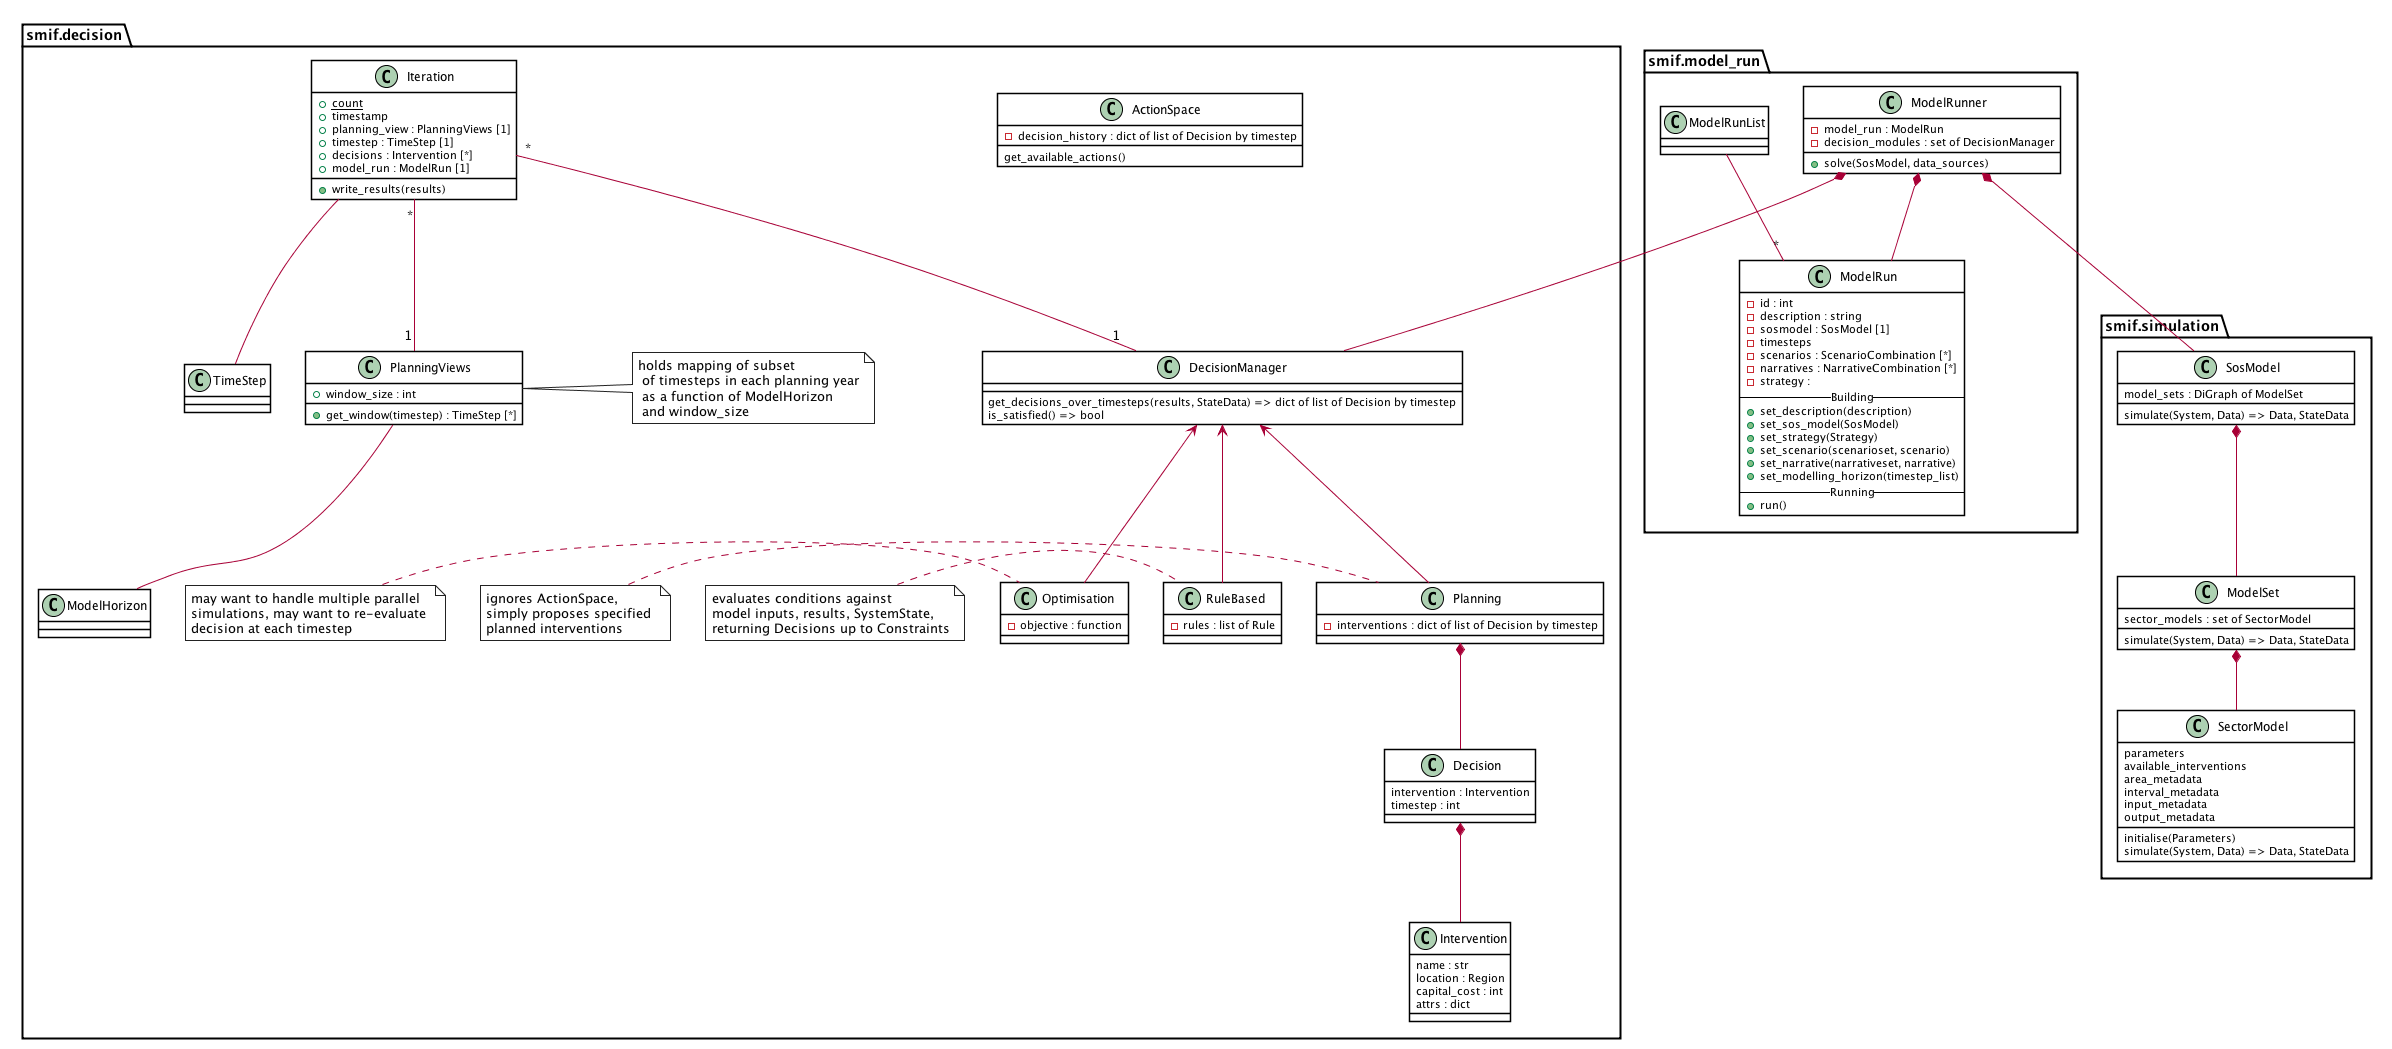 smif.decision
C Iteration
count
timestamp
planning_view : PlanningViews [1]
timestep : TimeStep [1]
decisions : Intervention [*]
model_run : ModelRun [1]
write_results(results)
*
*
C ActionSpace
decision_history : dict of list of Decision by timestep
get_available_actions()
1
1
C TimeStep
C PlanningViews
window_size : int
get_window(timestep) : TimeStep [*]
holds mapping of subset
of timesteps in each planning year
as a function of ModelHorizon
and window_size
C DecisionManager
get_decisions_over_timesteps(results, StateData) => dict of list of Decision by timestep
is_satisfied() => bool
C ModelHorizon
may want to handle multiple parallel
simulations, may want to re-evaluate
decision at each timestep
ignores ActionSpace,
simply proposes specified
planned interventions
evaluates conditions against
model inputs, results, SystemState,
returning Decisions up to Constraints
C Optimisation
objective : function
C RuleBased
rules : list of Rule
C Planning
interventions : dict of list of Decision by timestep
C Decision
intervention : Intervention
timestep : int
C Intervention
name : str
location : Region
capital_cost : int
attrs : dict
smif.model_run
C ModelRunList
C ModelRunner
model_run : ModelRun
decision_modules : set of DecisionManager
solve(SosModel, data_sources)
*
C ModelRun
id : int
description : string
sosmodel : SosModel [1]
timesteps
scenarios : ScenarioCombination [*]
narratives : NarrativeCombination [*]
strategy :
Building
set_description(description)
set_sos_model(SosModel)
set_strategy(Strategy)
set_scenario(scenarioset, scenario)
set_narrative(narrativeset, narrative)
set_modelling_horizon(timestep_list)
Running
run()
smif.simulation
C SosModel
model_sets : DiGraph of ModelSet
simulate(System, Data) => Data, StateData
C ModelSet
sector_models : set of SectorModel
simulate(System, Data) => Data, StateData
C SectorModel
parameters
available_interventions
area_metadata
interval_metadata
input_metadata
output_metadata
initialise(Parameters)
simulate(System, Data) => Data, StateData